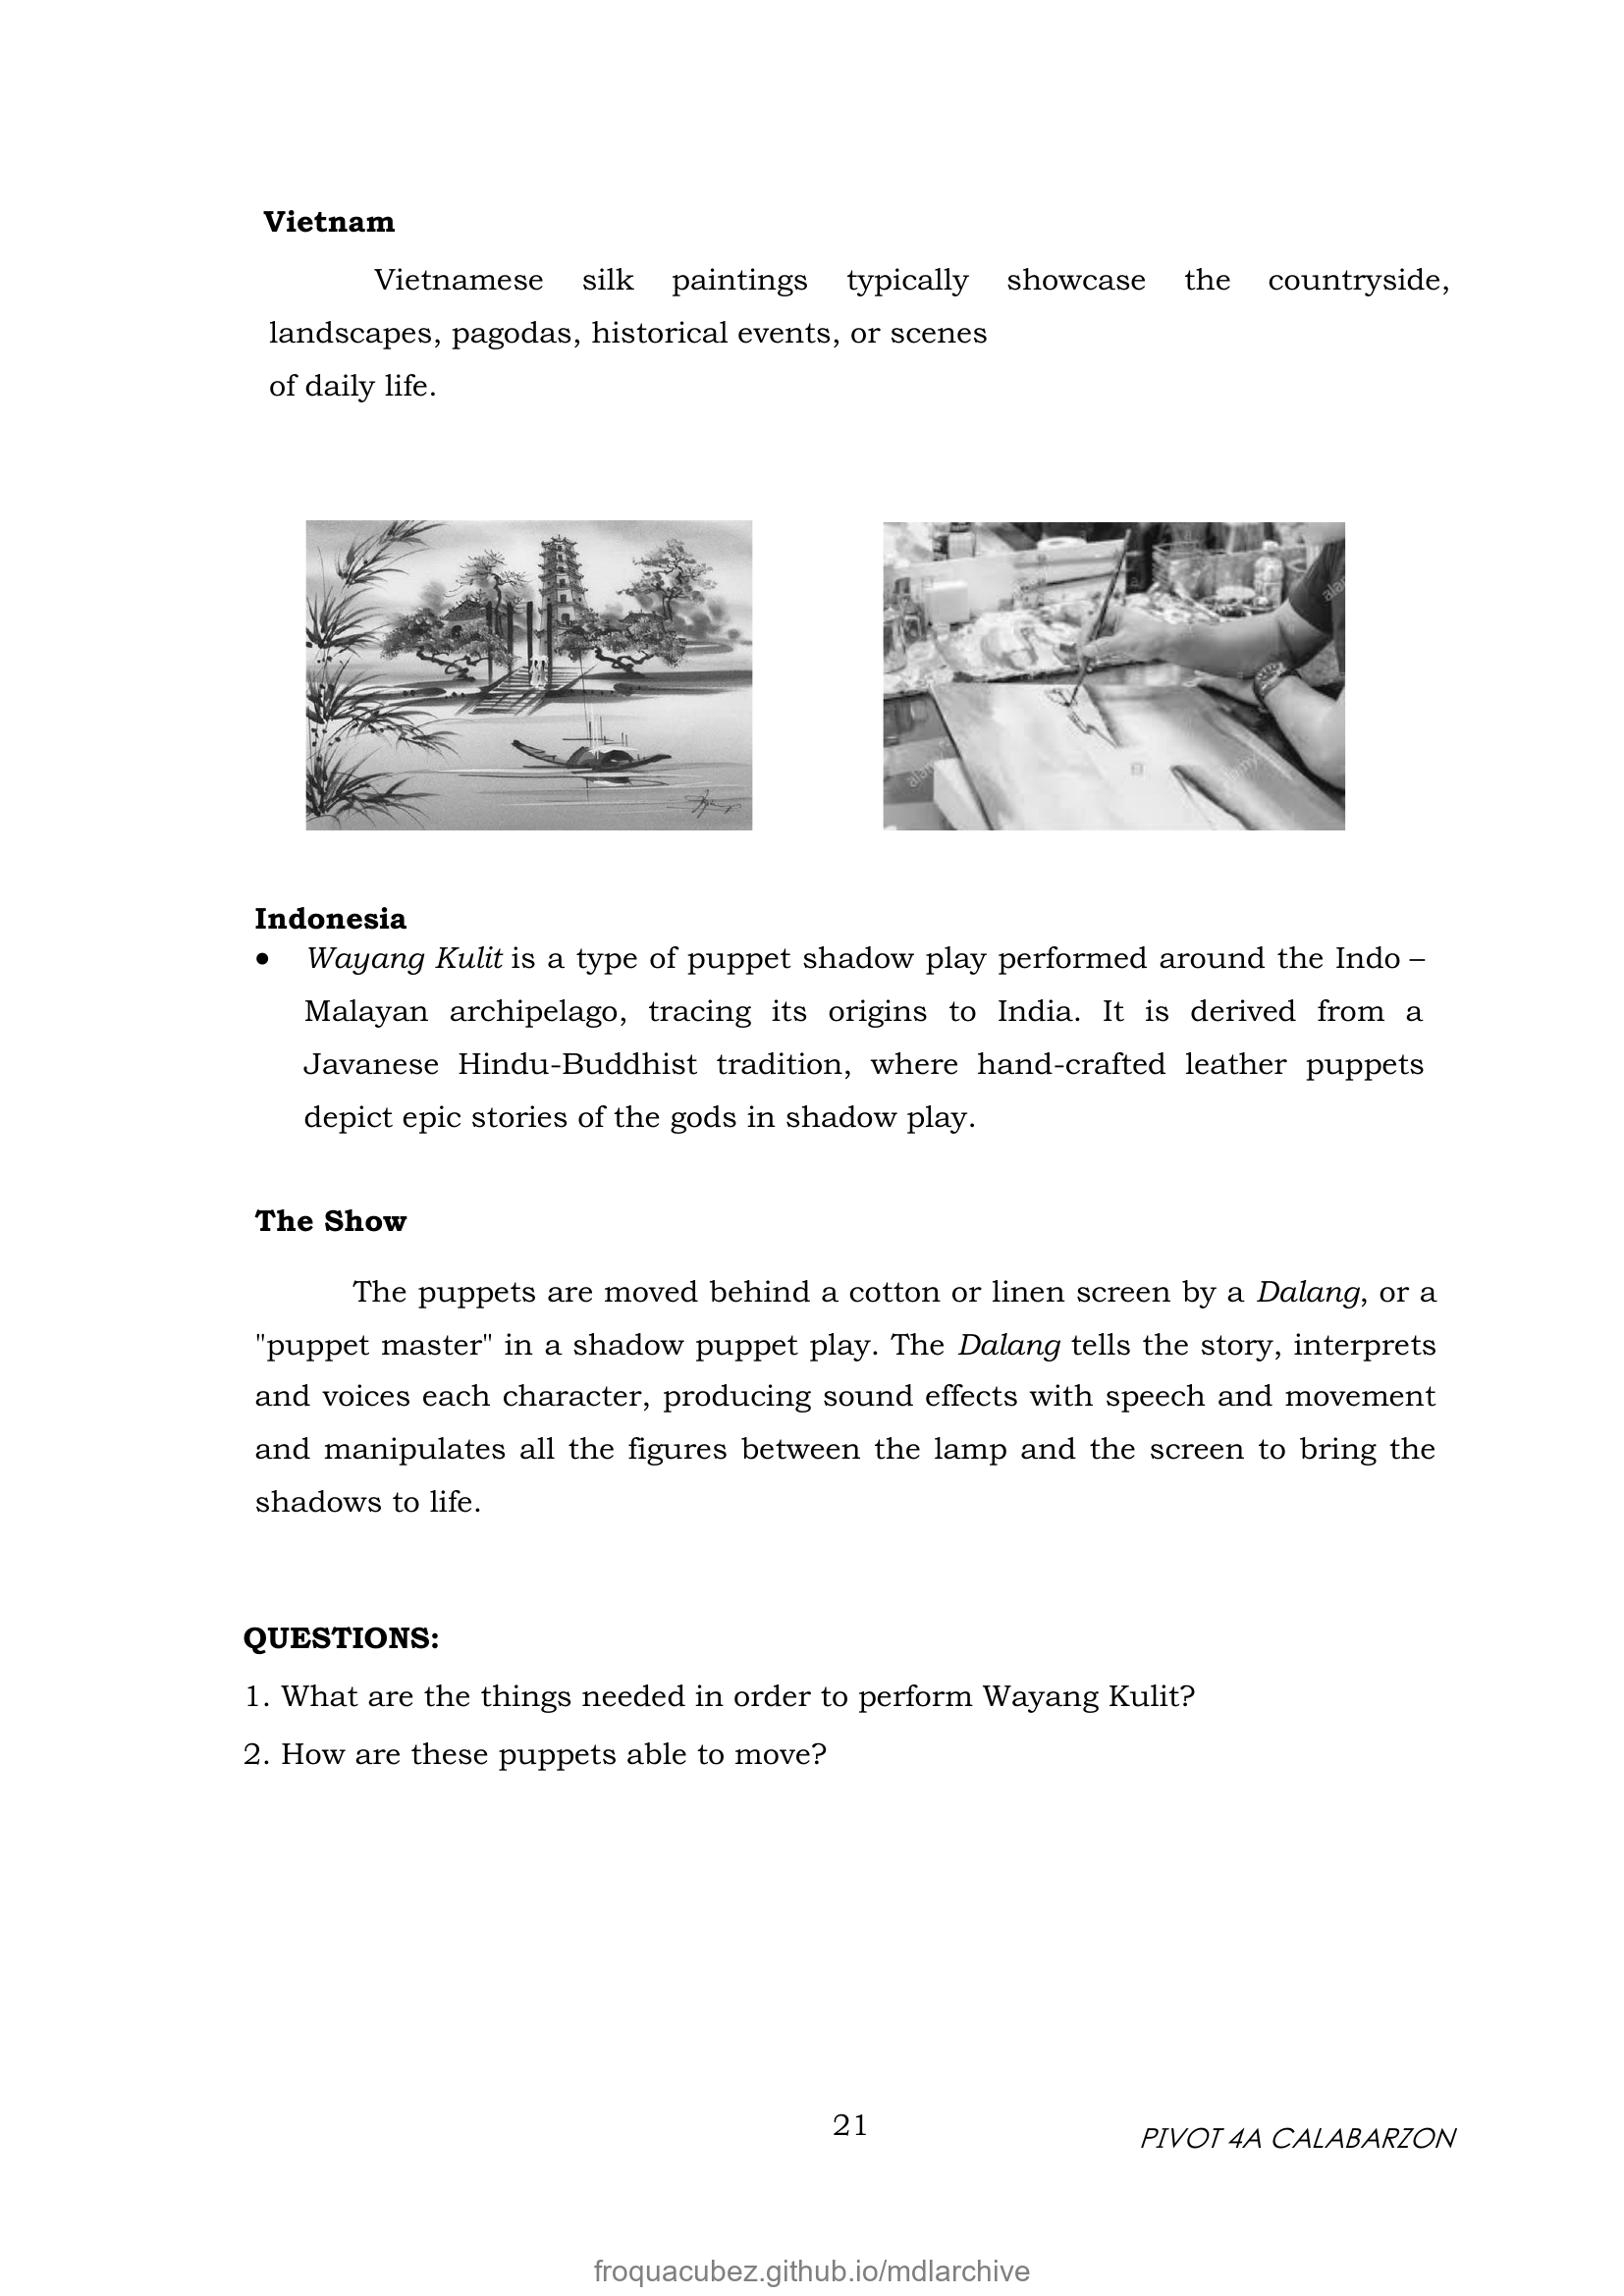 Vietnam
Vietnamese silk paintings typically showcase the countryside,
landscapes, pagodas, historical events, or scenes
of daily life.
alamy
alamy
alamy
a
Indonesia
• Wayang Kulit is a type of puppet shadow play performed around the Indo –
Malayan archipelago, tracing its origins to India. It is derived from a
Javanese Hindu-Buddhist tradition, where hand-crafted leather puppets
depict epic stories of the gods in shadow play.
The Show
The puppets are moved behind a cotton or linen screen by a Dalang, or a
"puppet master" in a shadow puppet play. The Dalang tells the story, interprets
and voices each character, producing sound effects with speech and movement
and manipulates all the figures between the lamp and the screen to bring the
shadows to life.
QUESTIONS:
1. What are the things needed in order to perform Wayang Kulit?
2. How are these puppets able to move?
21
PIVOT 4A CALABARZON
froquacubez.github.io/mdlarchive